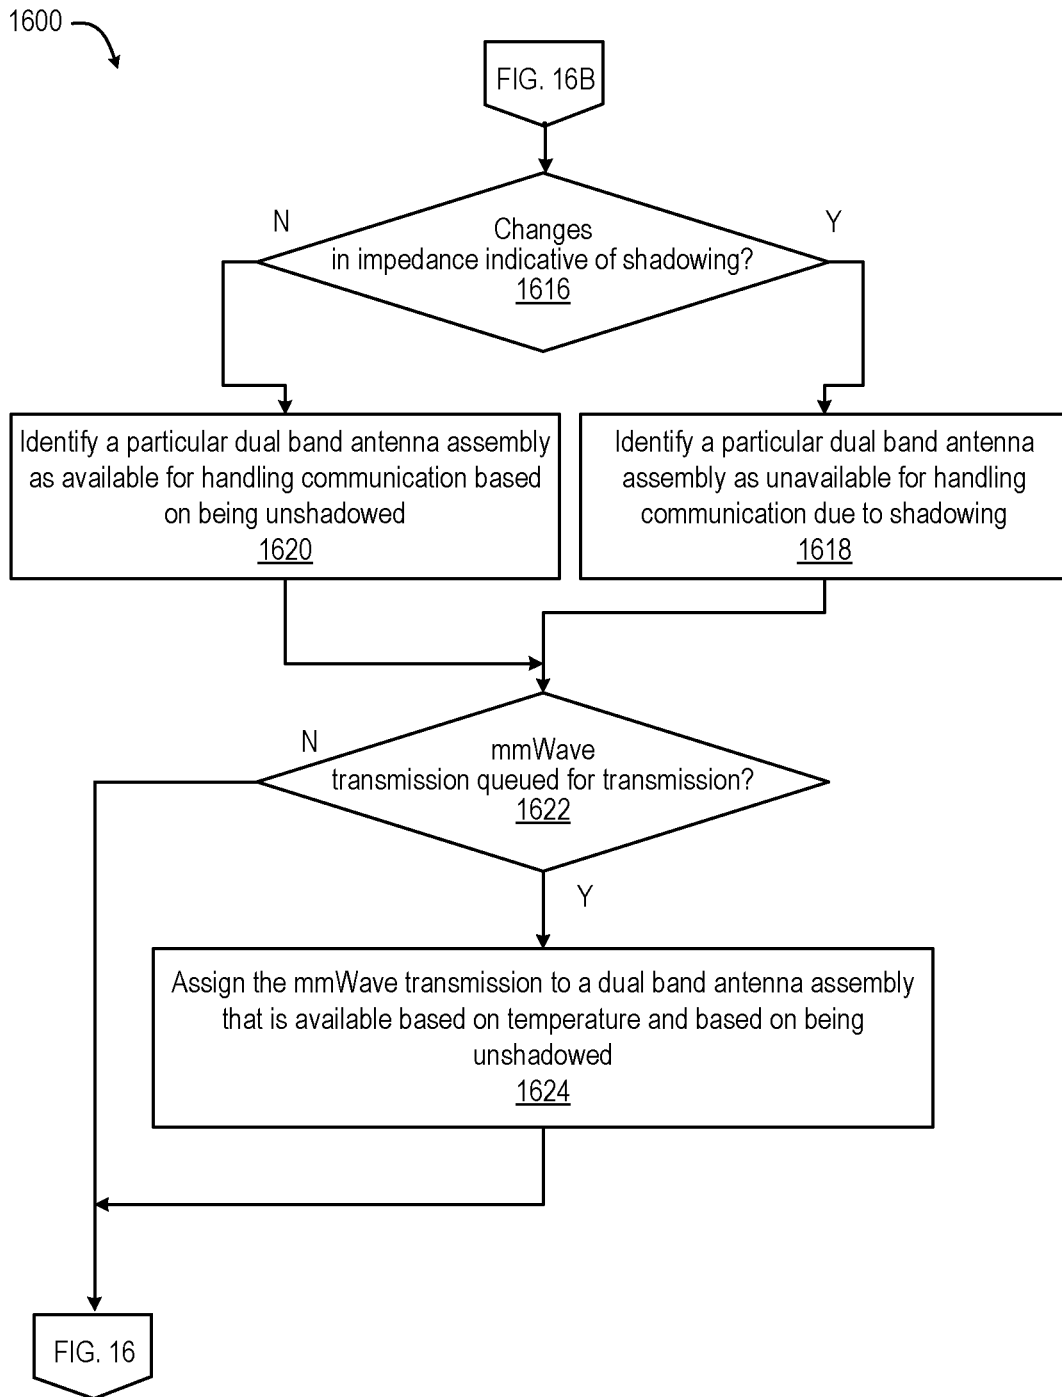 1600
FIG. 16B
N
Y
Changes
in impedance indicative of shadowing?
1616
Identify a particular dual band antenna assembly
as available for handling communication based
on being unshadowed
1620
Identify a particular dual band antenna
assembly as unavailable for handling
communication due to shadowing
1618
N
mmWave
transmission queued for transmission?
1622
Y
Assign the mmWave transmission to a dual band antenna assembly
that is available based on temperature and based on being
unshadowed
1624
FIG. 16